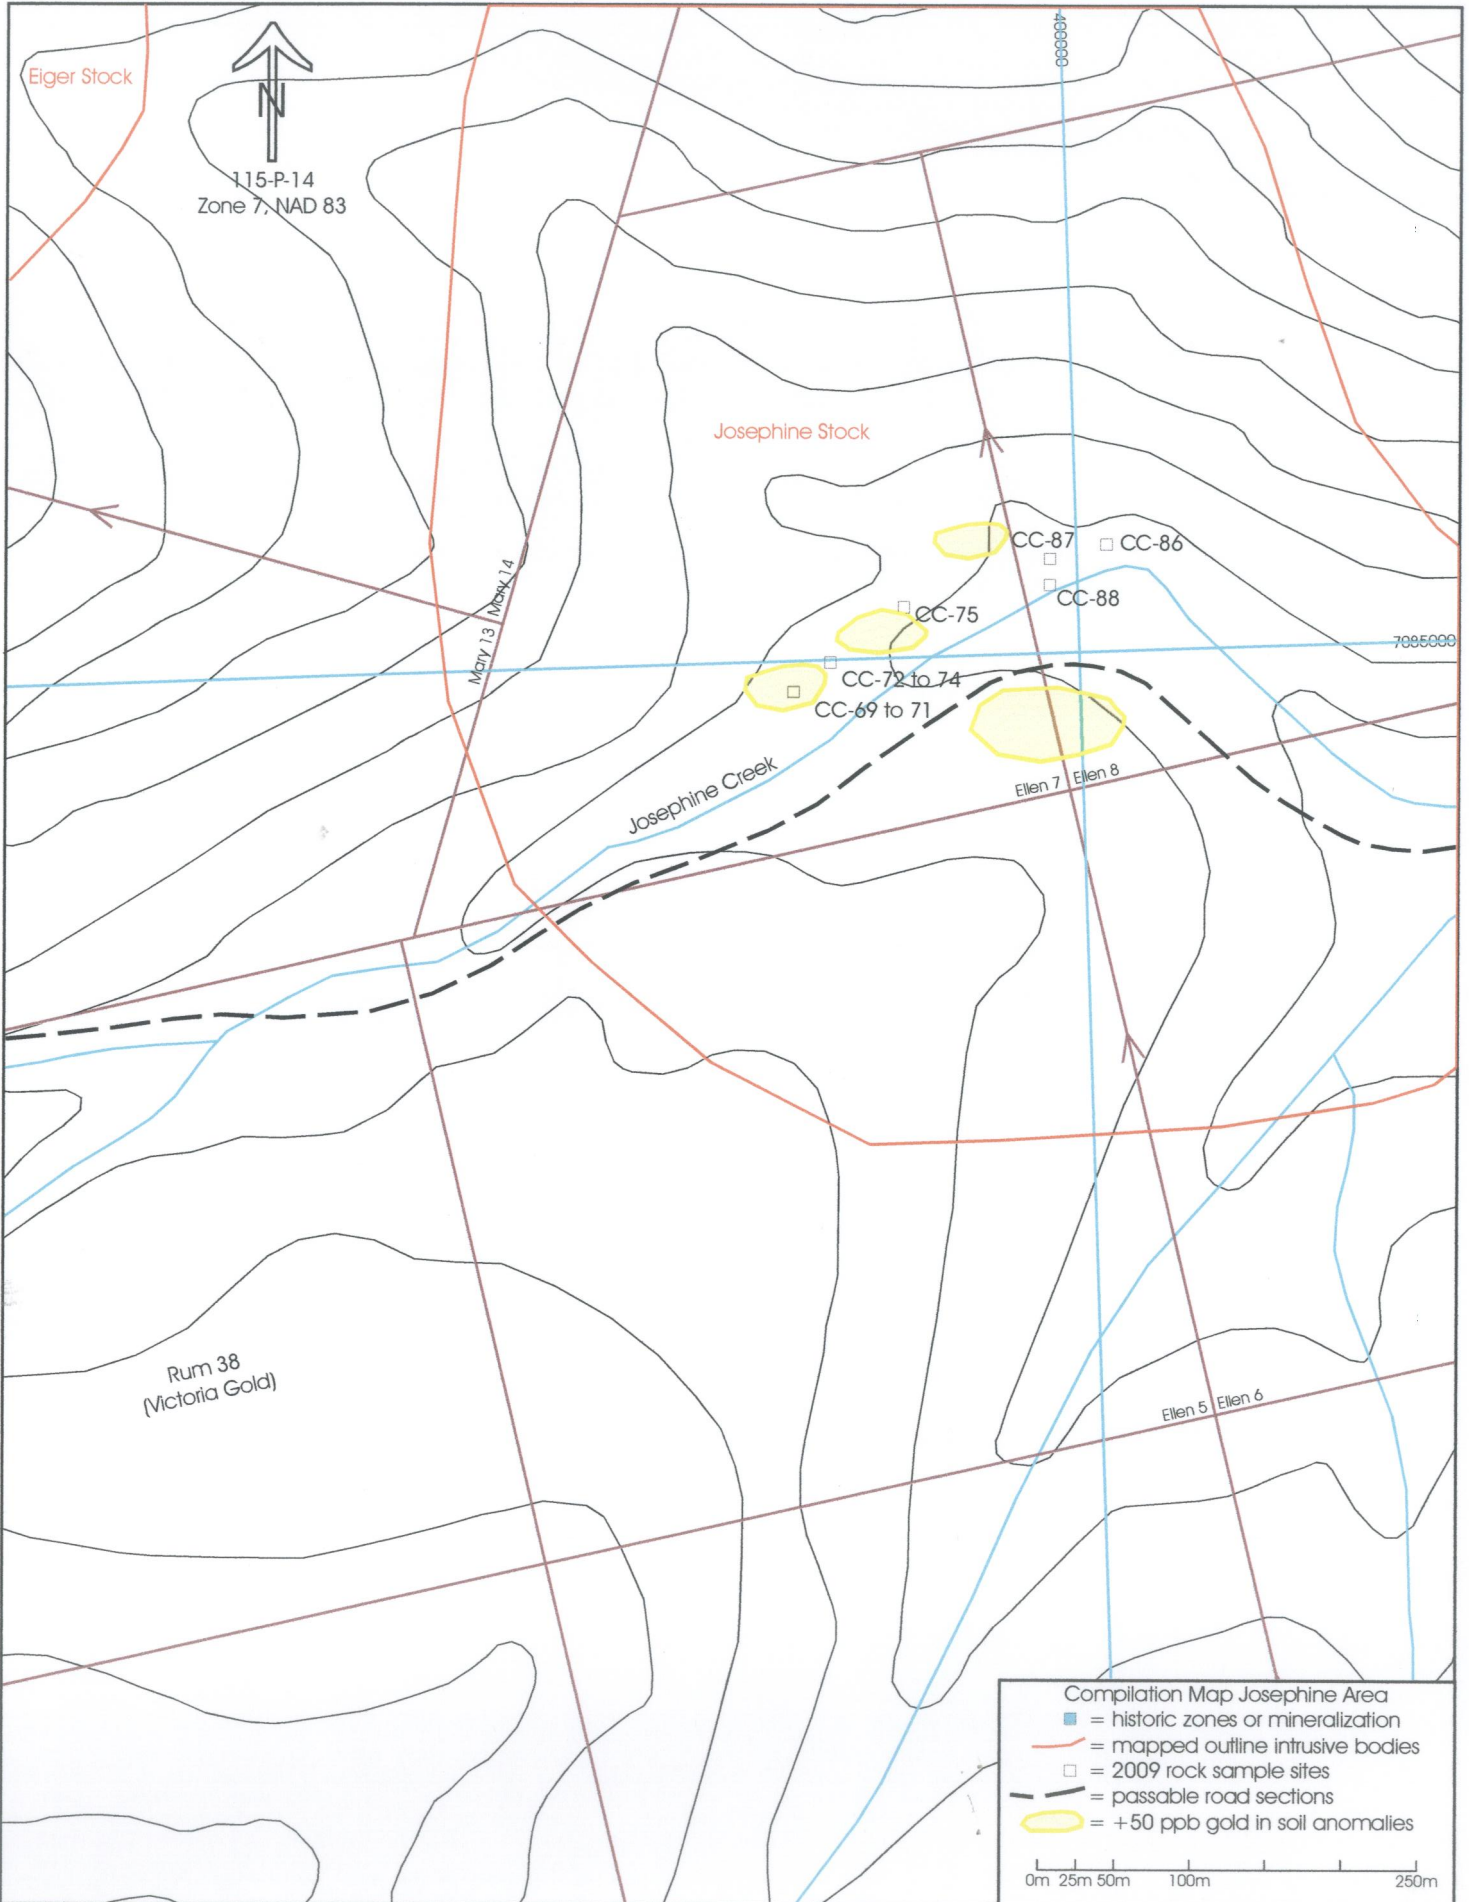 400000
Eiger Stock
N
115-P-14
Zone 7, NAD 83
Josephine Stock
CC-87
CC-86
CC-88
CC-75
Mary 13
Mary 14
CC-72 to 74
CC-69 to 71
Josephine Creek
Ellen 7
Ellen 8
Rum 38
(Victoria Gold)
Ellen 5
Ellen 6
Compilation Map Josephine Area
= historic zones or mineralization
= mapped outline intrusive bodies
= 2009 rock sample sites
= passable road sections
= +50 ppb gold in soil anomalies
0m 25m 50m 100m 250m